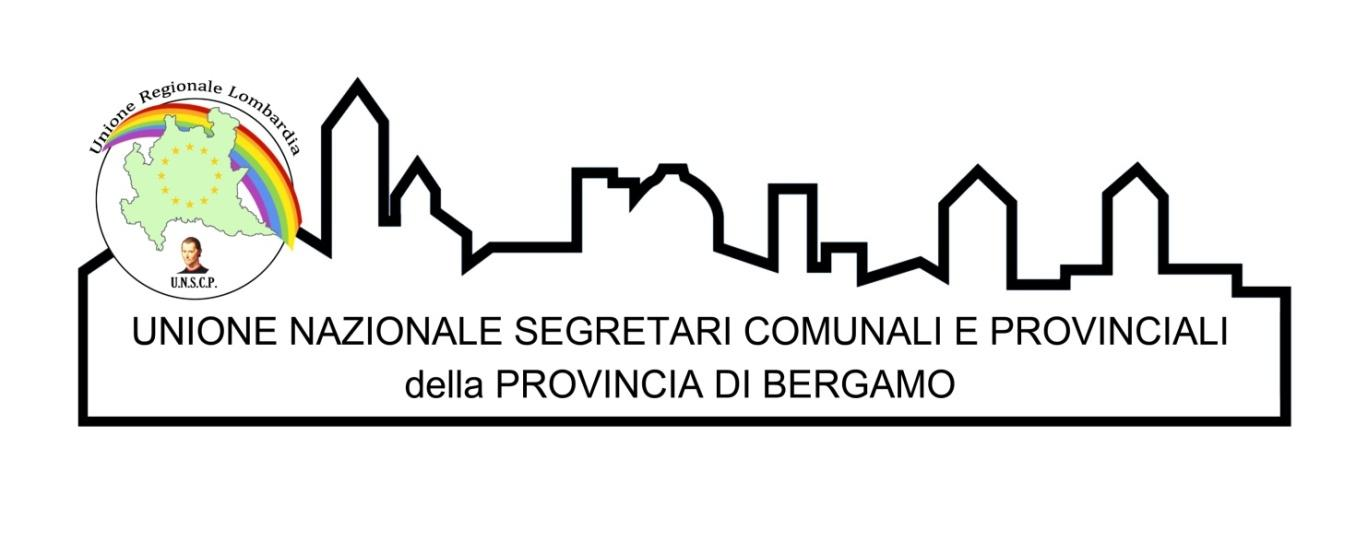 Unione Regionale Lombardia
U.N.S.C.P.
UNIONE NAZIONALE SEGRETARI COMUNALI E PROVINCIALI
della PROVINCIA DI BERGAMO